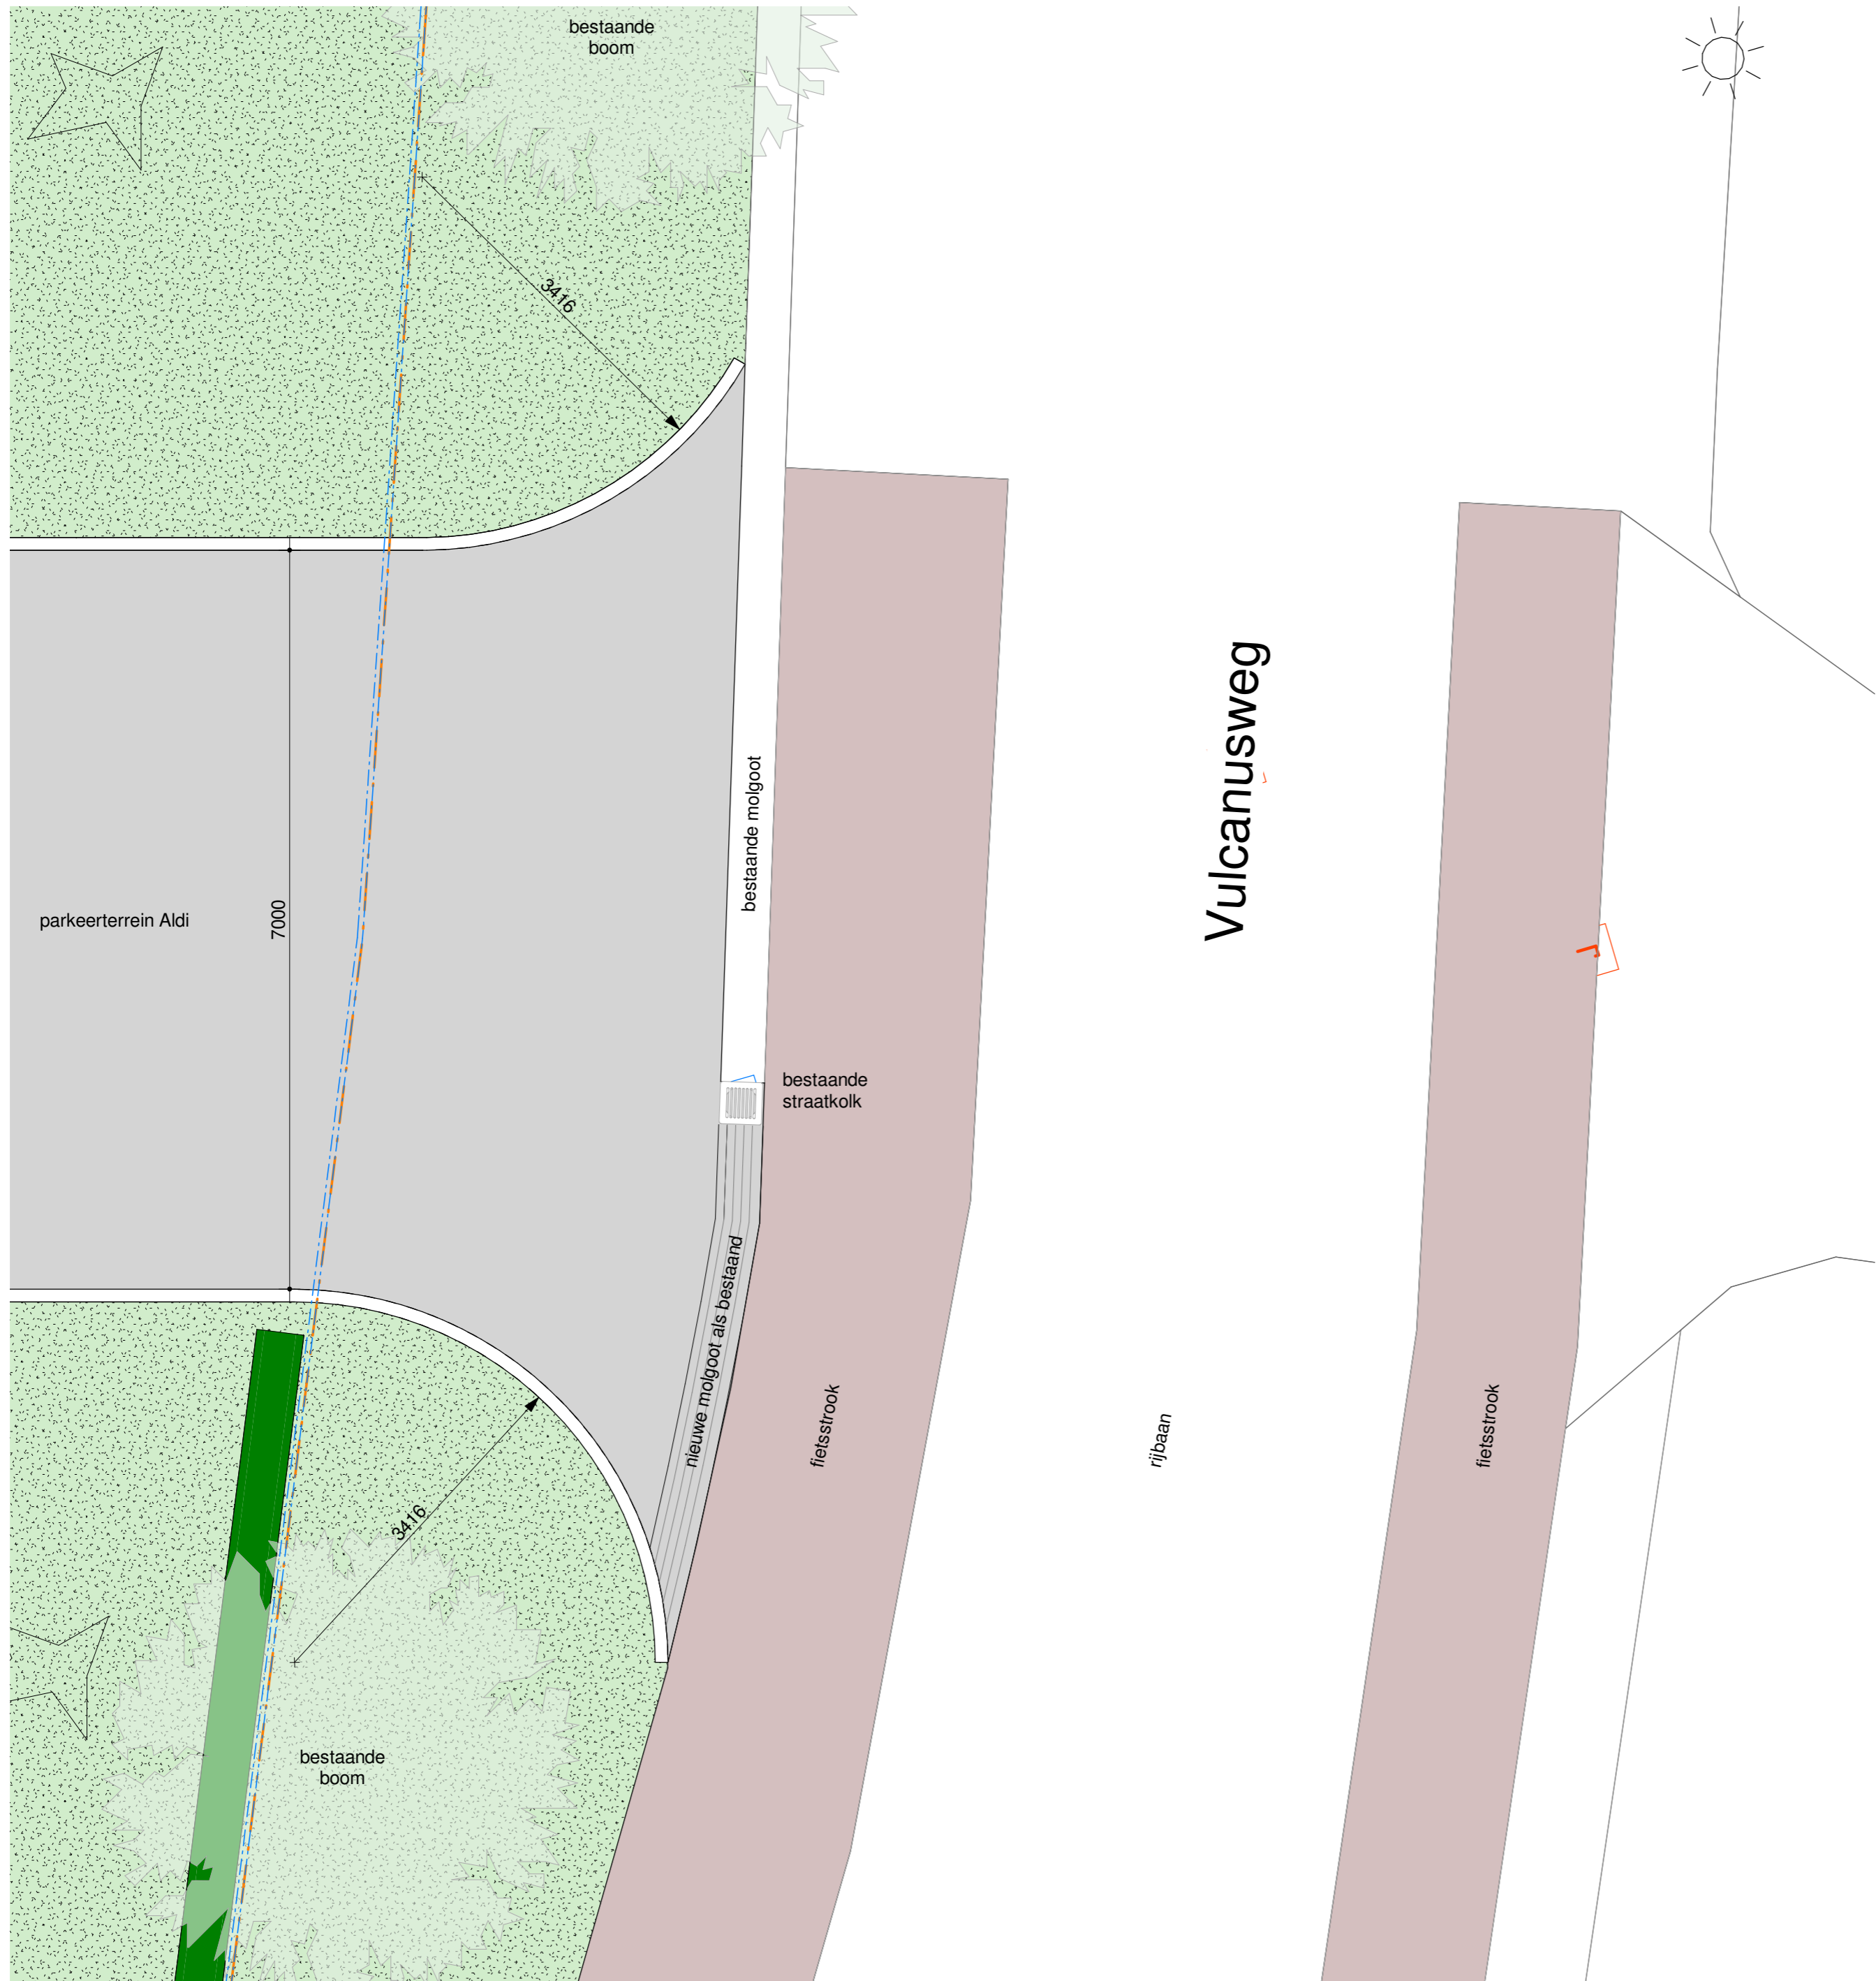 bestaande
boom
3416
Vulcanusweg
bestaande molgoot
parkeerterrein Aldi
7000
bestaande
straatkolk
nieuwe molgoot als bestaand
fietsstrook
rijbaan
fietsstrook
3416
bestaande
boom